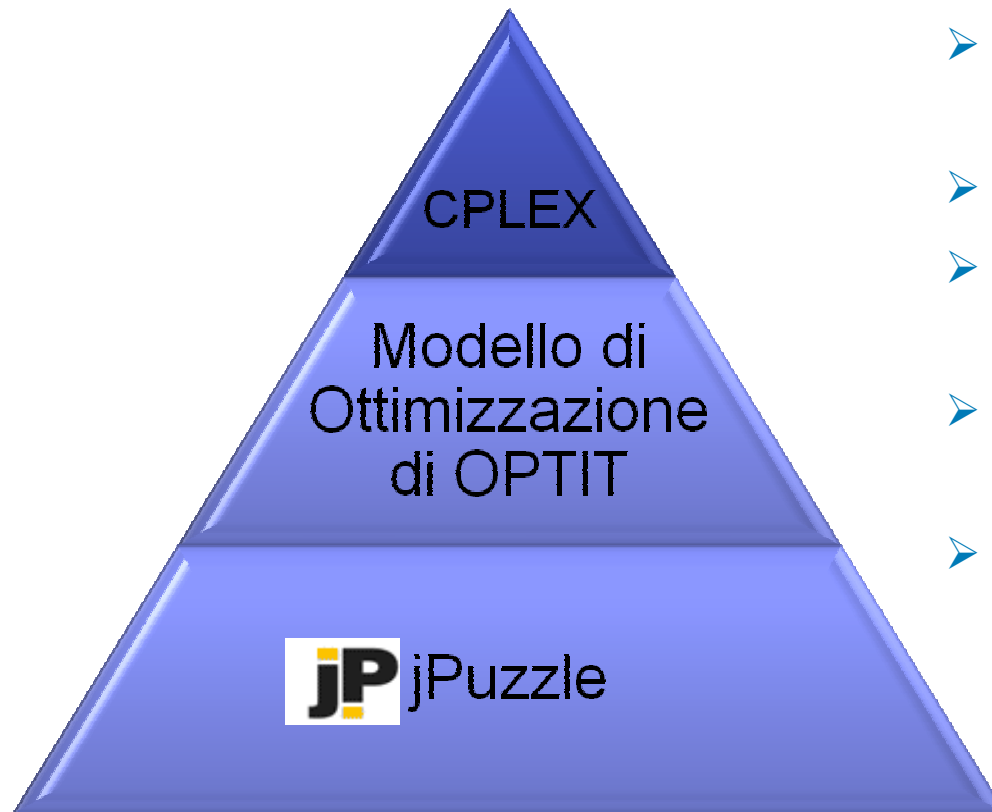 CPLEX
Modello di
Ottimizzazione
di OPTIT
jP jPuzzle